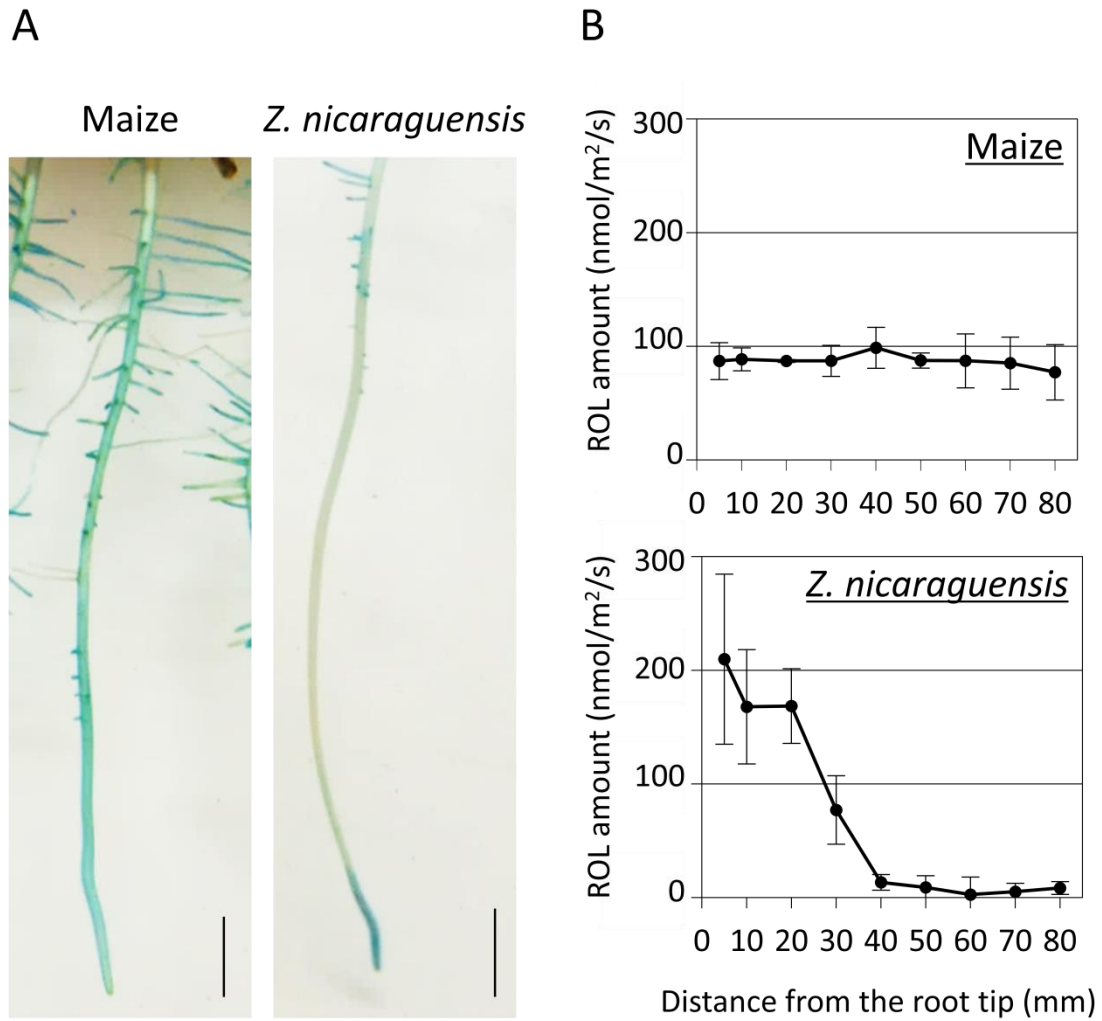 A
B
Maize
Z. nicaraguensis
ROL amount (nmol/m²/s)
300
200
100
0
Maize
0 10 20 30 40 50 60 70 80
ROL amount (nmol/m²/s)
300
200
100
0
Z. nicaraguensis
0 10 20 30 40 50 60 70 80
Distance from the root tip (mm)